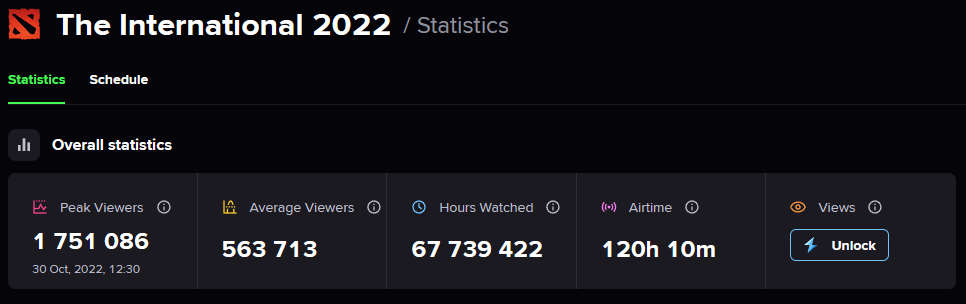 The International 2022 / Statistics
Statistics Schedule
Overall statistics
Peak Viewers Average Viewers Hours Watched Airtime Views
1 751 086 563 713 67 739 422 120h 10m Unlock
30 Oct, 2022, 12:30